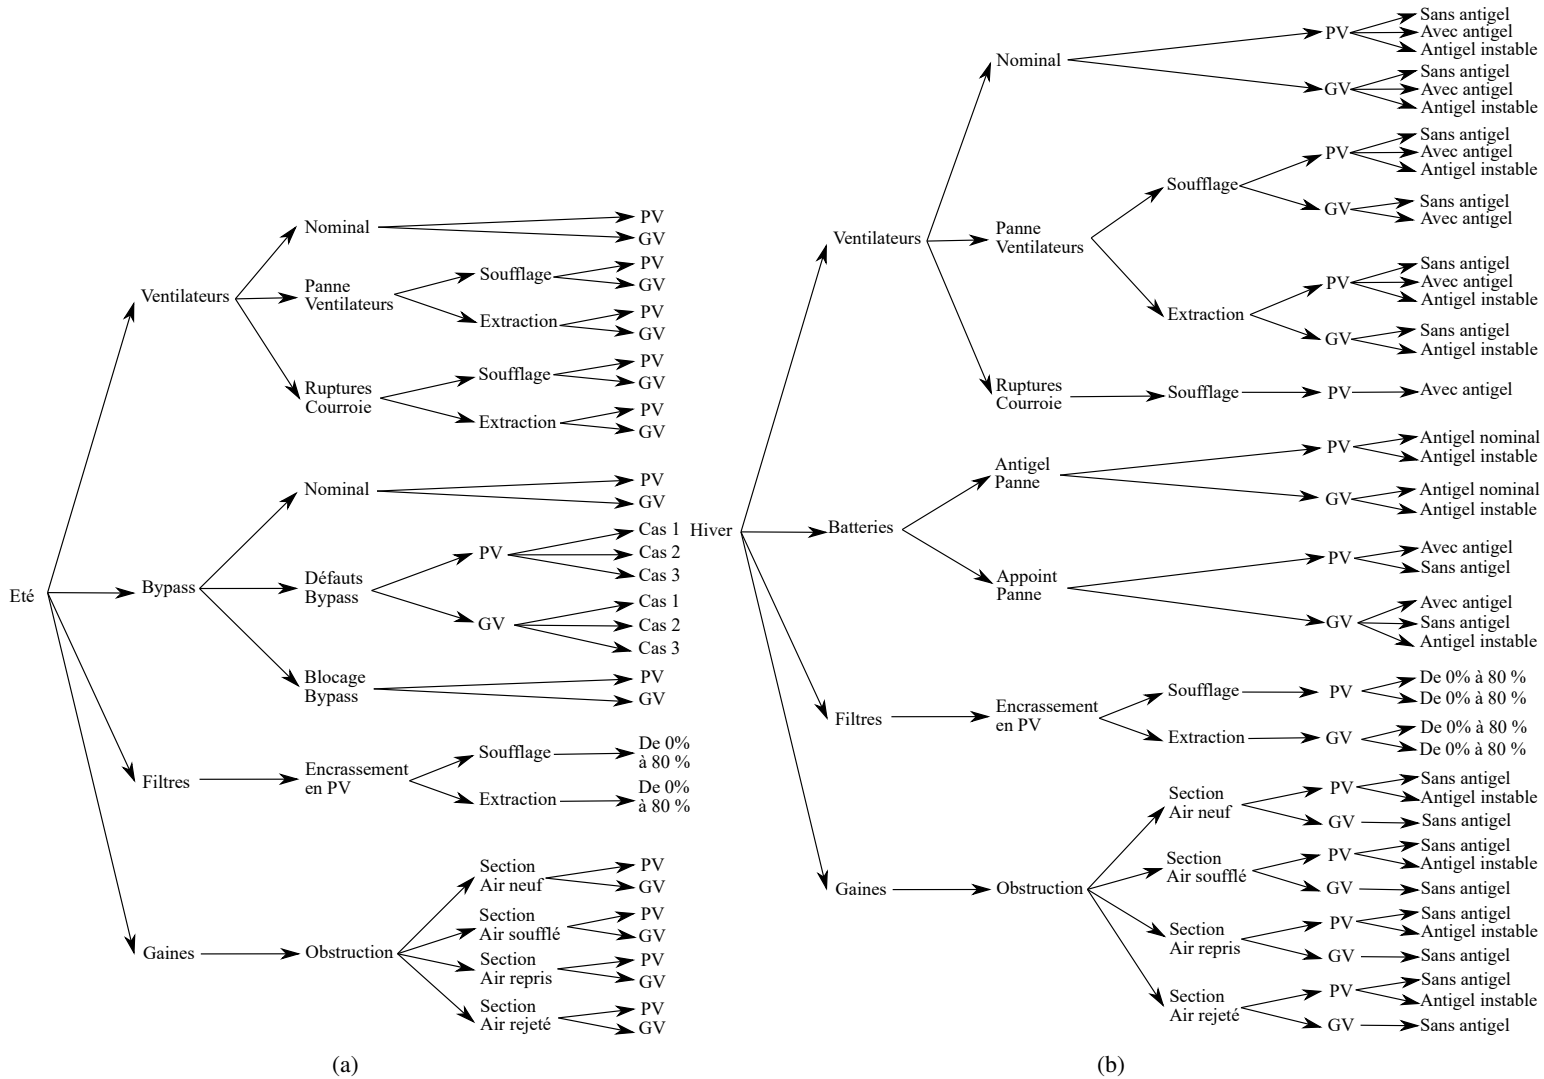 Eté
Ventilateurs
Nominal
PV
GV
Panne
Ventilateurs
Soufflage
PV
GV
Extraction
PV
GV
Ruptures
Courroie
Soufflage
PV
GV
Extraction
PV
GV
Bypass
Nominal
PV
GV
Défauts
Bypass
PV
Cas 1
Cas 2
Cas 3
GV
Cas 1
Cas 2
Cas 3
Blocage
Bypass
PV
GV
Filtres
Encrassement
en PV
Soufflage
De 0%
à 80 %
Extraction
De 0%
à 80 %
Gaines
Obstruction
Section
Air neuf
PV
GV
Section
Air soufflé
PV
GV
Section
Air repris
PV
GV
Section
Air rejeté
PV
GV
(a)
Hiver
Ventilateurs
Nominal
PV
Sans antigel
Avec antigel
Antigel instable
GV
Sans antigel
Avec antigel
Antigel instable
Panne
Ventilateurs
Soufflage
PV
Sans antigel
Avec antigel
Antigel instable
GV
Sans antigel
Avec antigel
Extraction
PV
Sans antigel
Avec antigel
Antigel instable
GV
Sans antigel
Antigel instable
Ruptures
Courroie
Soufflage
PV
Avec antigel
Batteries
Antigel
Panne
PV
Antigel nominal
Antigel instable
GV
Antigel nominal
Antigel instable
Appoint
Panne
PV
Avec antigel
Sans antigel
GV
Avec antigel
Sans antigel
Antigel instable
Filtres
Encrassement
en PV
Soufflage
PV
De 0% à 80 %
De 0% à 80 %
Extraction
GV
De 0% à 80 %
De 0% à 80 %
Gaines
Obstruction
Section
Air neuf
PV
Sans antigel
Antigel instable
GV
Sans antigel
Section
Air soufflé
PV
Sans antigel
Antigel instable
GV
Sans antigel
Section
Air repris
PV
Sans antigel
Antigel instable
GV
Sans antigel
Section
Air rejeté
PV
Sans antigel
Antigel instable
GV
Sans antigel
(b)